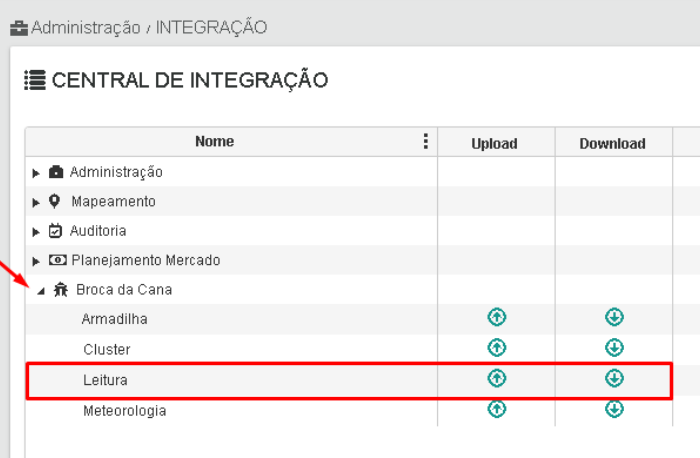 Administração / INTEGRAÇÃO
CENTRAL DE INTEGRAÇÃO
Nome Upload Download
Administração
Mapeamento
Auditoria
Planejamento Mercado
Broca da Cana
Armadilha
Cluster
Leitura
Meteorologia